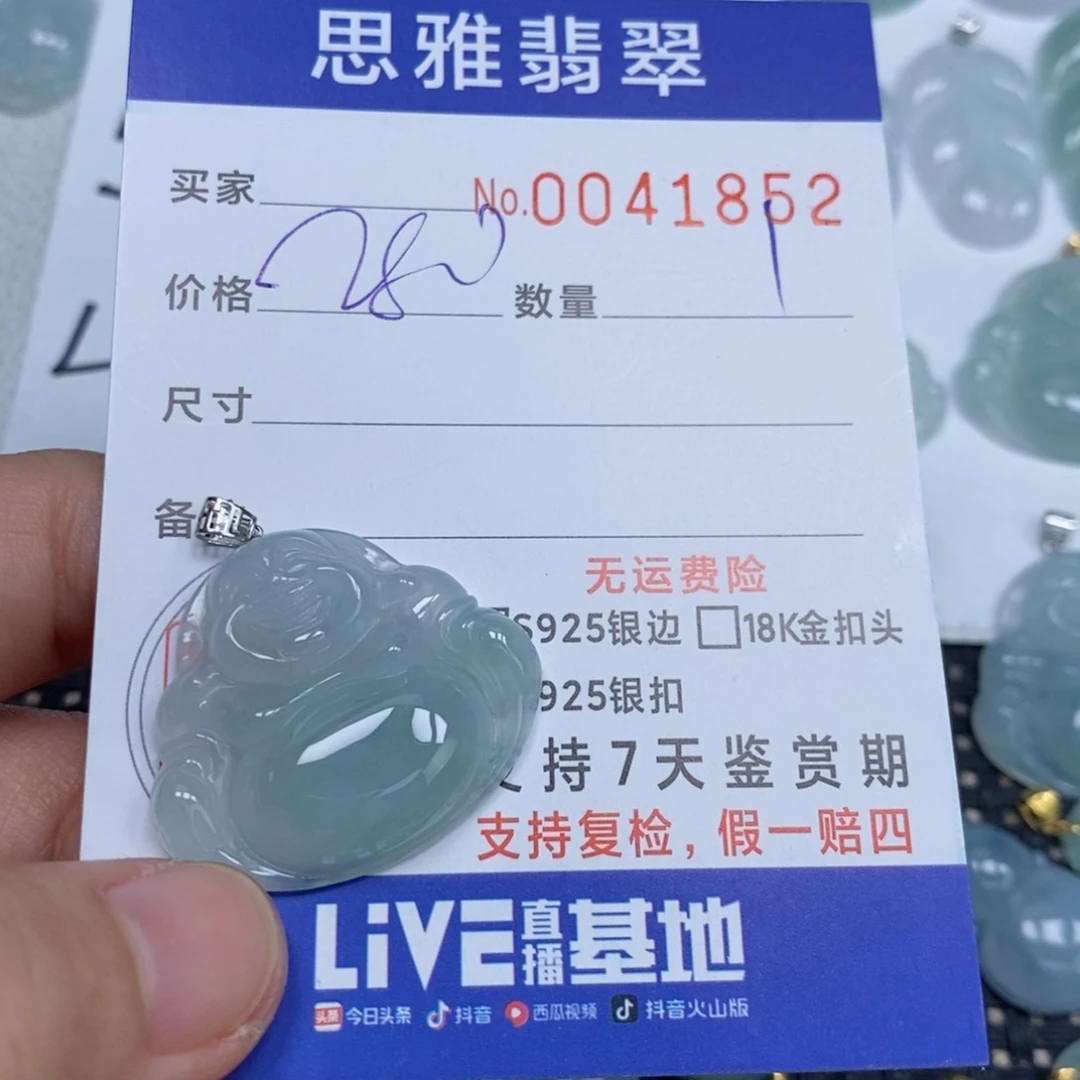 思雅翡翠
买家 No.0041852
价格 280 数量 1
尺寸
备
无运费险
S925银边 18K金扣头
925银扣
持7天鉴赏期
支持复检,假一赔四
LiVE直播基地
头条 今日头条 抖音 西瓜视频 抖音火山版